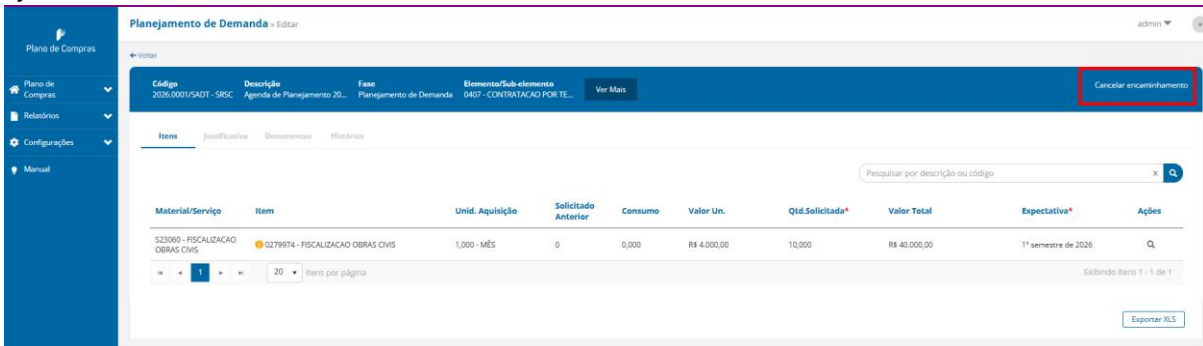 Planejamento de Demanda » Editar
admin
Plano de Compras
Voltar
Plano de Compras
Relatórios
Configurações
Manual
Código
2026.0001/SADT - SRSC
Descrição
Agenda de Planejamento 20...
Fase
Planejamento de Demanda
Elemento/Sub-elemento
0407 - CONTRATACAO POR TE...
Ver Mais
Cancelar encaminhamento
Itens Justificativa Documentos Histórico
Pesquisar por descrição ou código x
Material/Serviço Item Unid. Aquisição Solicitado Anterior Consumo Valor Un. Qtd.Solicitada* Valor Total Expectativa* Ações
S23060 - FISCALIZACAO OBRAS CIVIS 0279974 - FISCALIZACAO OBRAS CIVIS 1,000 - MÊS 0 0,000 R$ 4.000,00 10,000 R$ 40.000,00 1º semestre de 2026
1 20 itens por página Exibindo itens 1 - 1 de 1
Exportar XLS